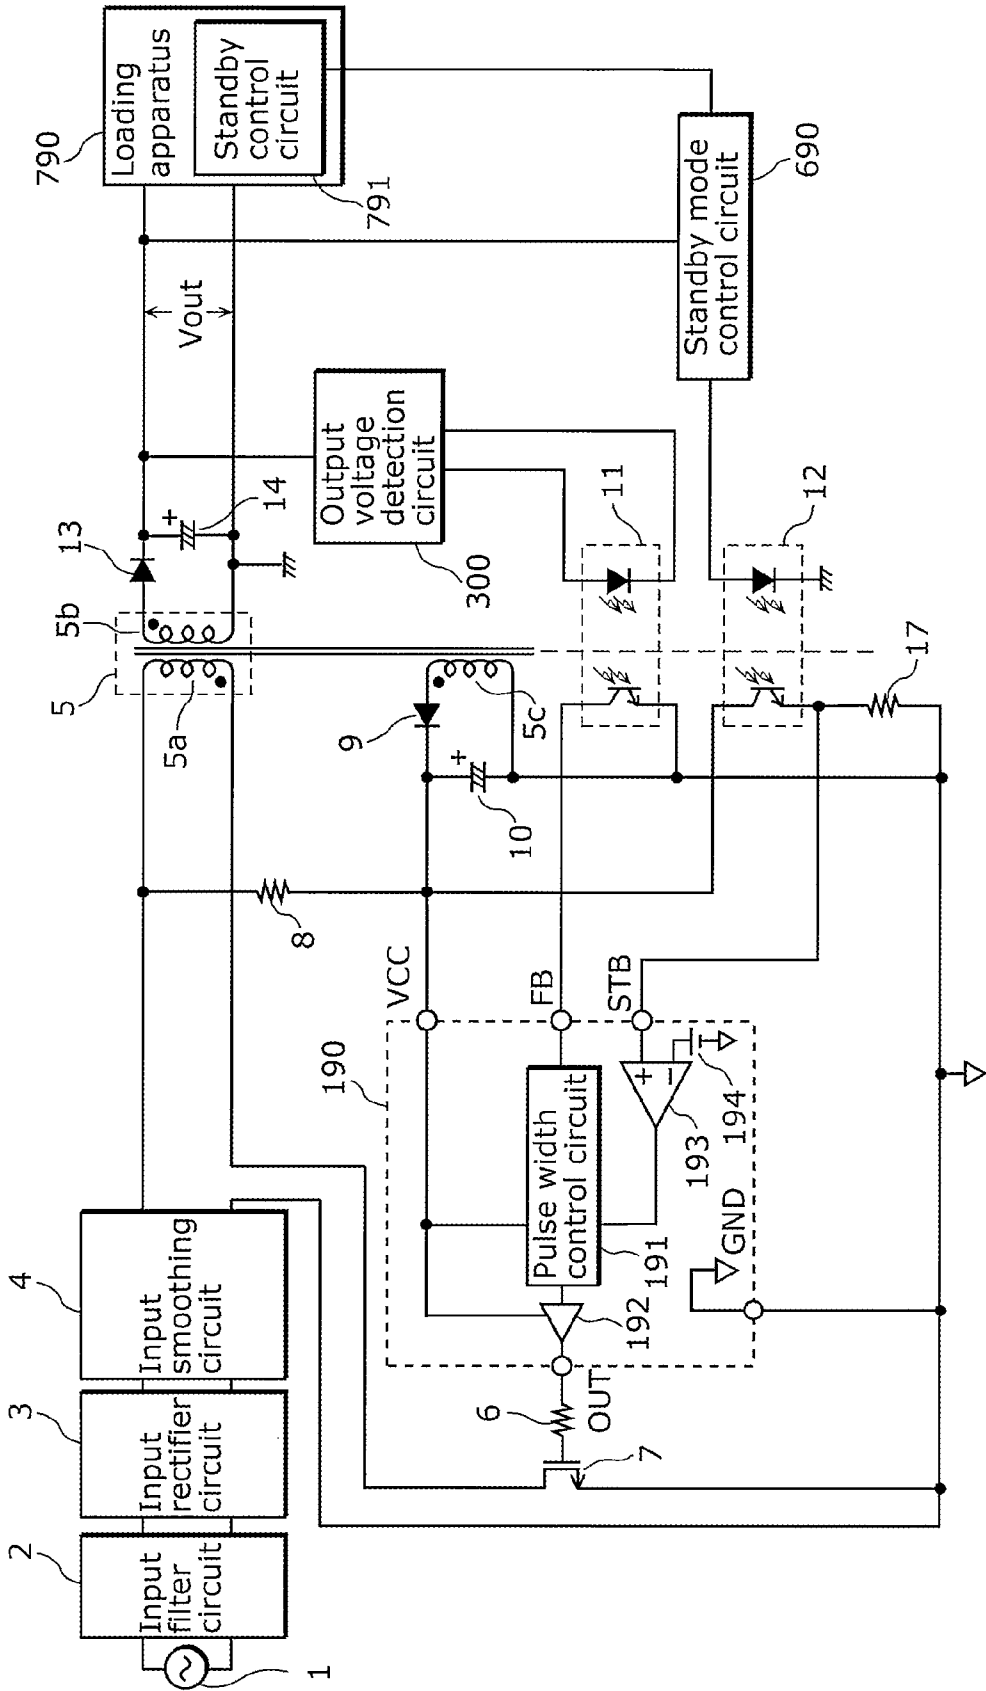 1
2
Input
filter
circuit
3
Input
rectifier
circuit
4
Input
smoothing
circuit
5
5a
5b
13
+
14
Vout
790
Loading
apparatus
Standby
control
circuit
791
8
9
5c
+
10
300
Output
voltage
detection
circuit
11
12
Standby mode
control circuit
690
17
190
VCC
FB
STB
Pulse width
control circuit
191
192
+
−
193
194
GND
OUT
6
7